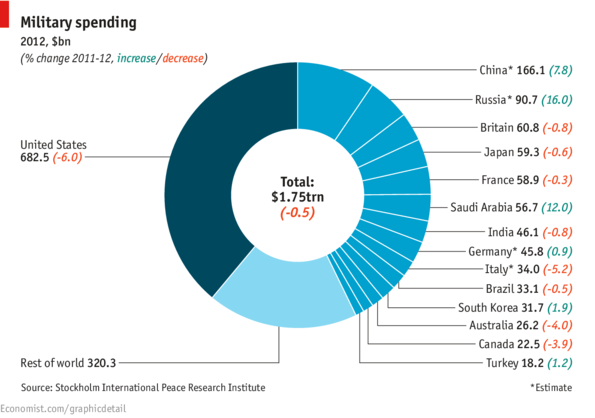 Military spending
2012, $bn
(% change 2011-12, increase/decrease)
China* 166.1 (7.8)
Russia* 90.7 (16.0)
Britain 60.8 (-0.8)
Japan 59.3 (-0.6)
France 58.9 (-0.3)
Saudi Arabia 56.7 (12.0)
India 46.1 (-0.8)
Germany* 45.8 (0.9)
Italy* 34.0 (-5.2)
Brazil 33.1 (-0.5)
South Korea 31.7 (1.9)
Australia 26.2 (-4.0)
Canada 22.5 (-3.9)
Turkey 18.2 (1.2)
United States
682.5 (-6.0)
Total:
$1.75trn
(-0.5)
Rest of world 320.3
Source: Stockholm International Peace Research Institute
*Estimate
Economist.com/graphicdetail